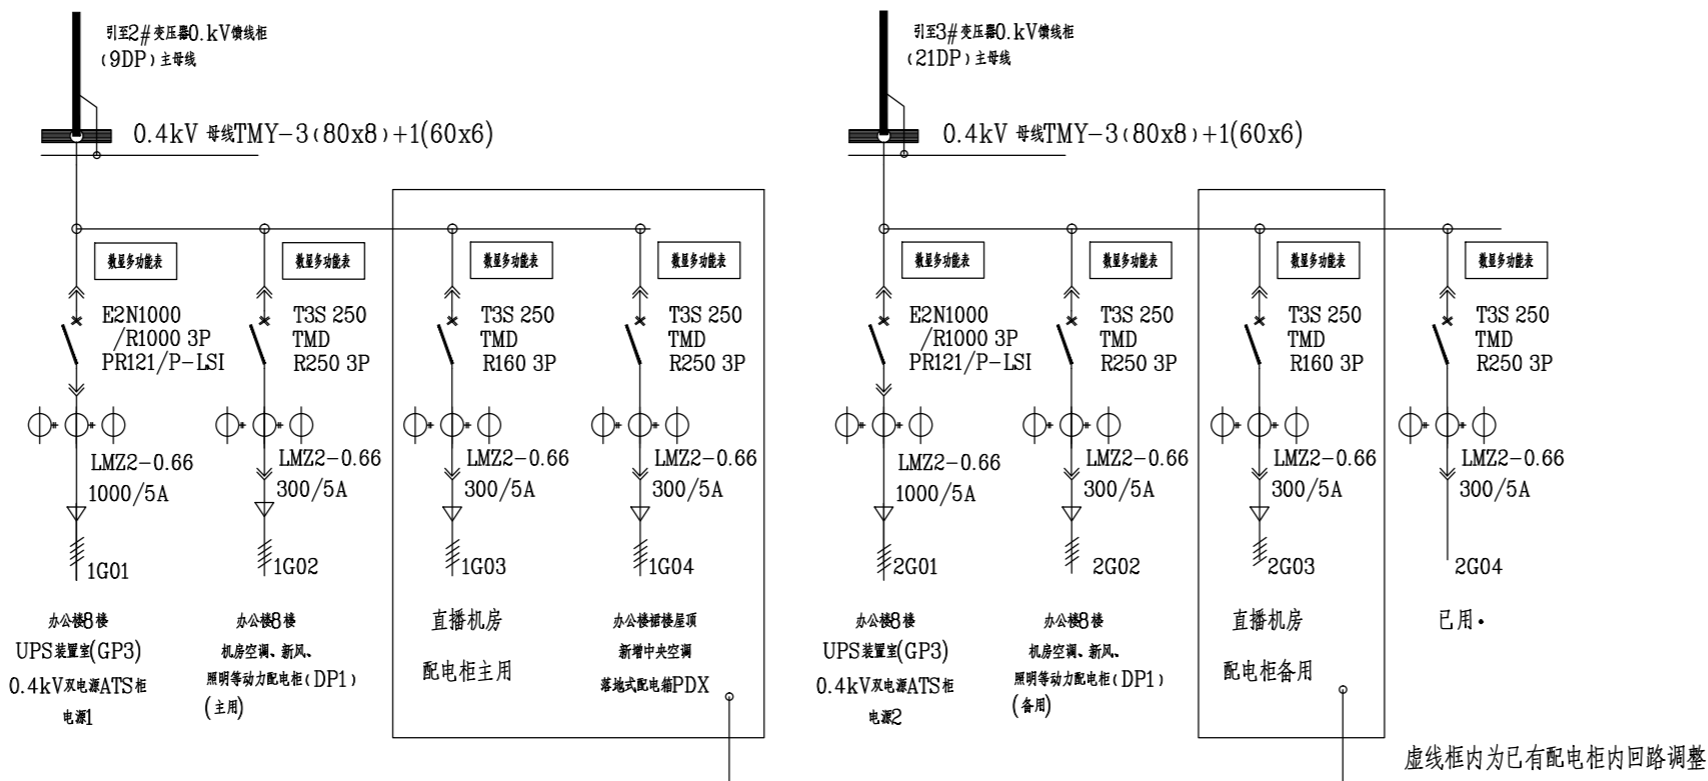 引至2#变压器0.kV馈线柜
(9DP)主母线
0.4kV 母线TMY-3(80x8)+1(60x6)
数显多功能表
数显多功能表
数显多功能表
数显多功能表
E2N1000
/R1000 3P
PR121/P-LSI
T3S 250
TMD
R250 3P
T3S 250
TMD
R160 3P
T3S 250
TMD
R250 3P
LMZ2-0.66
1000/5A
LMZ2-0.66
300/5A
LMZ2-0.66
300/5A
LMZ2-0.66
300/5A
1G01
1G02
1G03
1G04
办公楼8楼
UPS装置室(GP3)
0.4kV双电源ATS柜
电源1
办公楼8楼
机房空调、新风、
照明等动力配电柜(DP1)
(主用)
直播机房
配电柜主用
办公楼裙楼屋顶
新增中央空调
落地式配电箱PDX
引至3#变压器0.kV馈线柜
(21DP)主母线
0.4kV 母线TMY-3(80x8)+1(60x6)
数显多功能表
数显多功能表
数显多功能表
数显多功能表
E2N1000
/R1000 3P
PR121/P-LSI
T3S 250
TMD
R250 3P
T3S 250
TMD
R160 3P
T3S 250
TMD
R250 3P
LMZ2-0.66
1000/5A
LMZ2-0.66
300/5A
LMZ2-0.66
300/5A
LMZ2-0.66
300/5A
2G01
2G02
2G03
2G04
办公楼8楼
UPS装置室(GP3)
0.4kV双电源ATS柜
电源2
办公楼8楼
机房空调、新风、
照明等动力配电柜(DP1)
(备用)
直播机房
配电柜备用
已用.
虚线框内为已有配电柜内回路调整